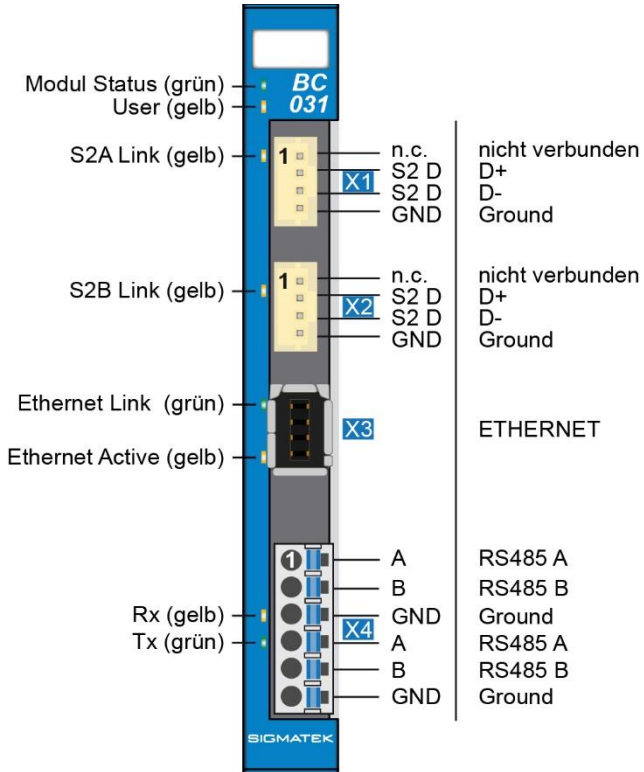 Modul Status (grün)
User (gelb)
BC
031
S2A Link (gelb)
1
X1
n.c. nicht verbunden
S2 D D+
S2 D D-
GND Ground
S2B Link (gelb)
1
X2
n.c. nicht verbunden
S2 D D+
S2 D D-
GND Ground
Ethernet Link (grün)
Ethernet Active (gelb)
X3
ETHERNET
1
A RS485 A
B RS485 B
Rx (gelb)
GND Ground
X4
Tx (grün)
A RS485 A
B RS485 B
GND Ground
SIGMATEK